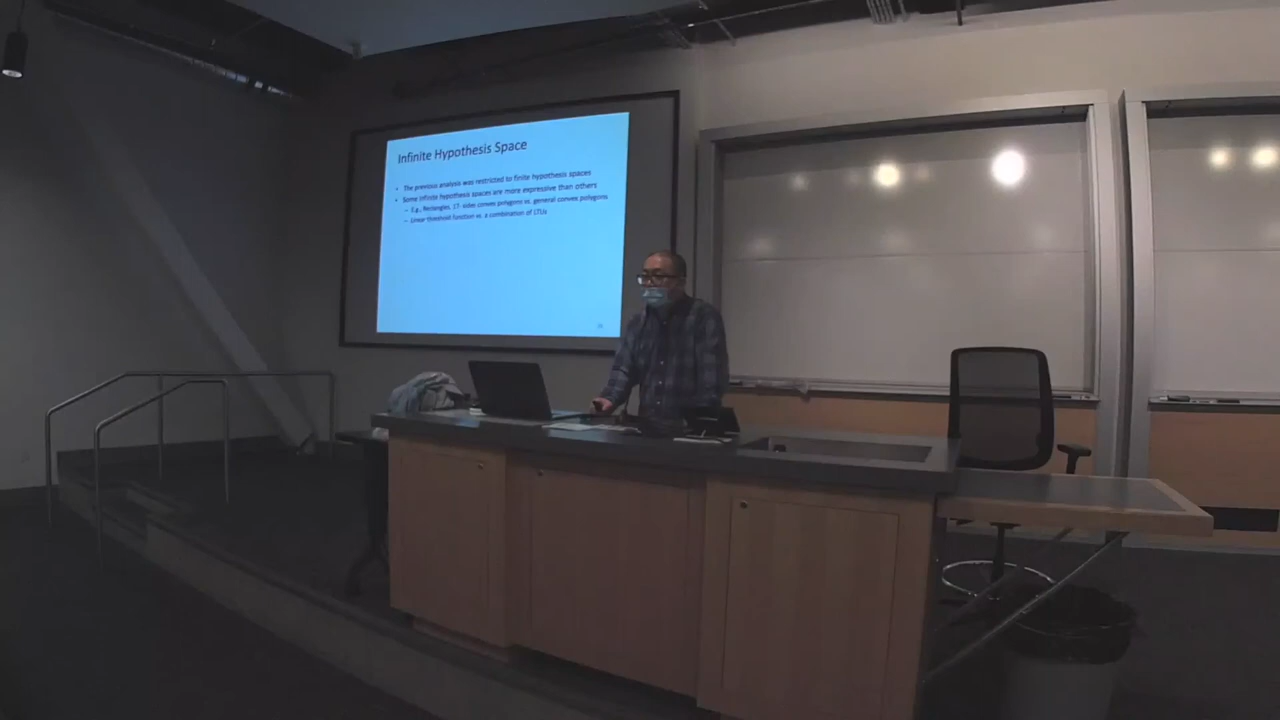 Infinite Hypothesis Space
• The previous analysis was restricted to finite hypothesis spaces
• Some infinite hypothesis spaces are more expressive than others
– E.g., Rectangles, 17- sides convex polygons vs. general convex polygons
– Linear threshold function vs. a combination of LTUs